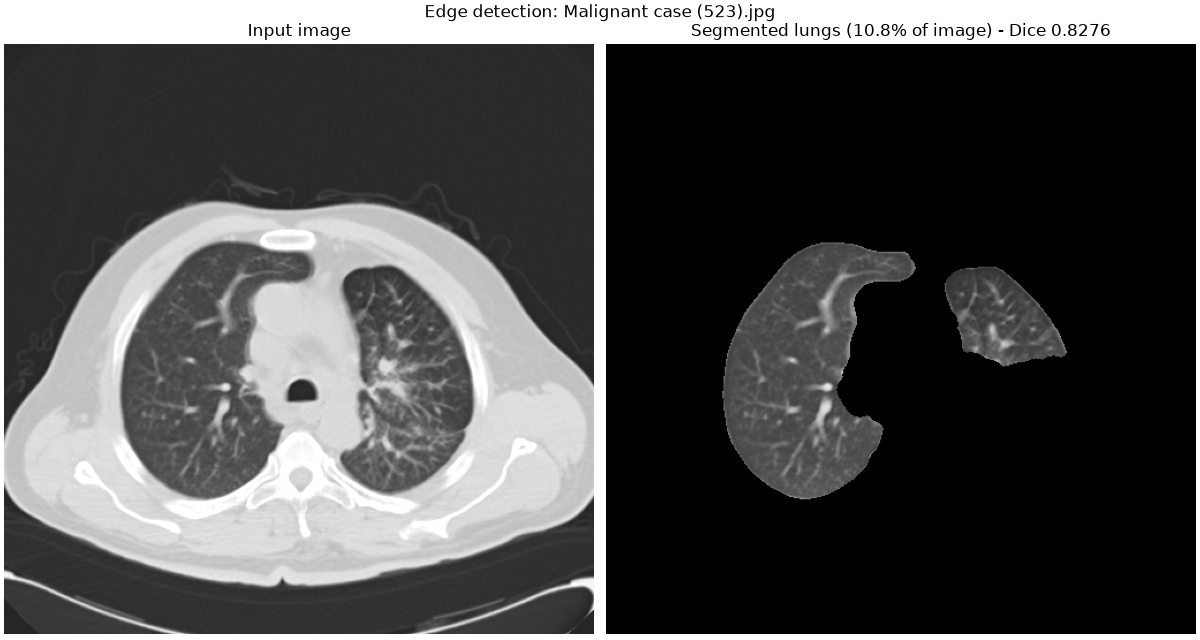 Edge detection: Malignant case (523).jpg
Input image
Segmented lungs (10.8% of image) - Dice 0.8276